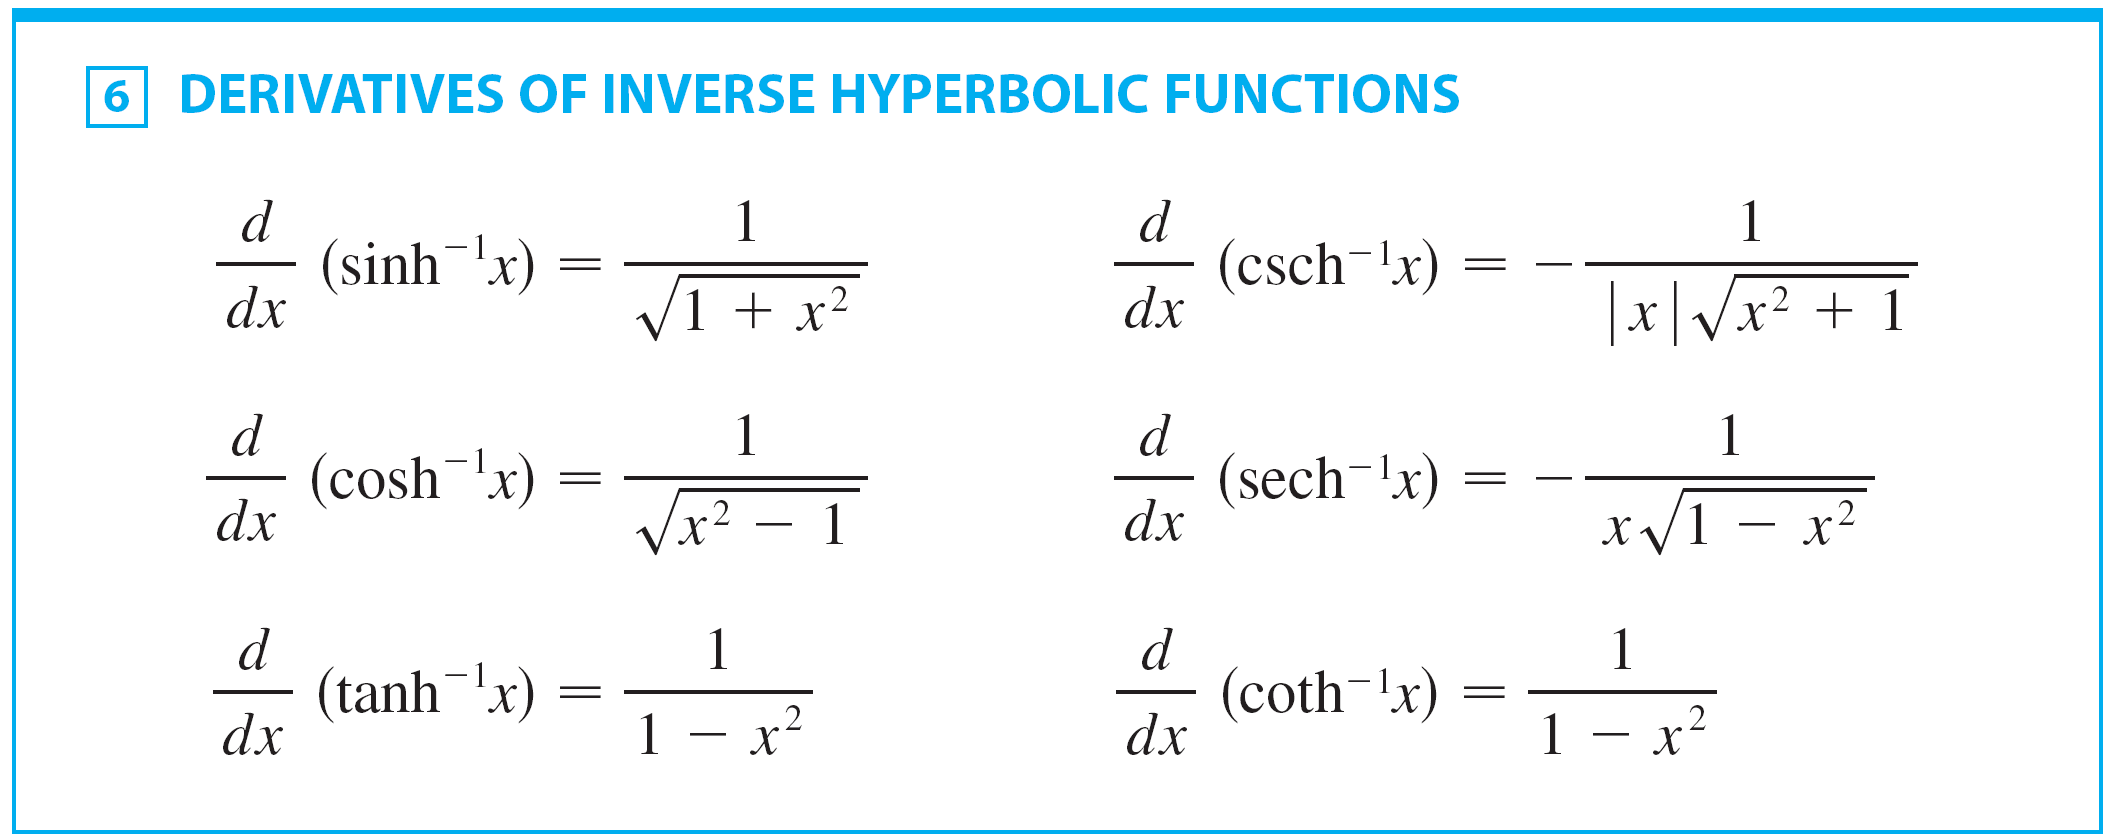 6 DERIVATIVES OF INVERSE HYPERBOLIC FUNCTIONS
d/dx (sinh⁻¹x) = 1/√(1 + x²)
d/dx (csch⁻¹x) = −1/(|x|√(x² + 1))
d/dx (cosh⁻¹x) = 1/√(x² − 1)
d/dx (sech⁻¹x) = −1/(x√(1 − x²))
d/dx (tanh⁻¹x) = 1/(1 − x²)
d/dx (coth⁻¹x) = 1/(1 − x²)